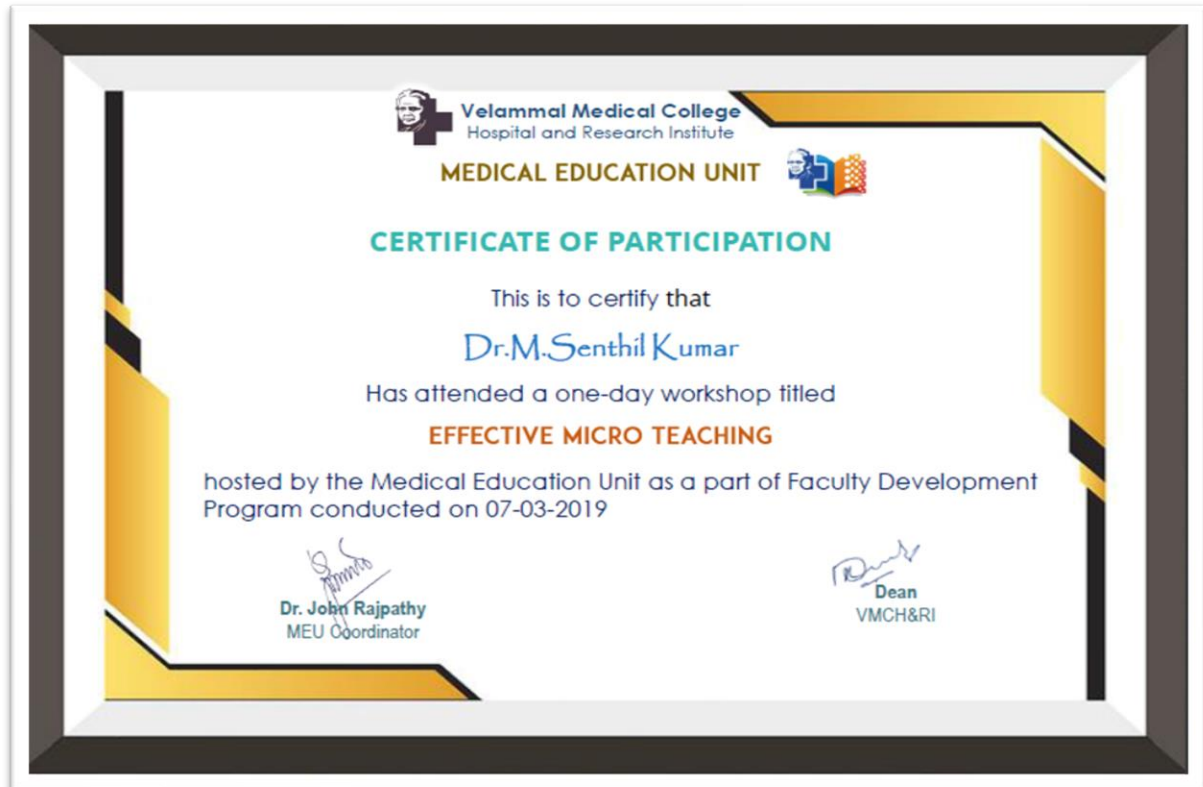 Velammal Medical College
Hospital and Research Institute
MEDICAL EDUCATION UNIT
CERTIFICATE OF PARTICIPATION
This is to certify that
Dr.M.Senthil Kumar
Has attended a one-day workshop titled
EFFECTIVE MICRO TEACHING
hosted by the Medical Education Unit as a part of Faculty Development
Program conducted on 07-03-2019
Dr. John Rajpathy
MEU Coordinator
Dean
VMCH&RI